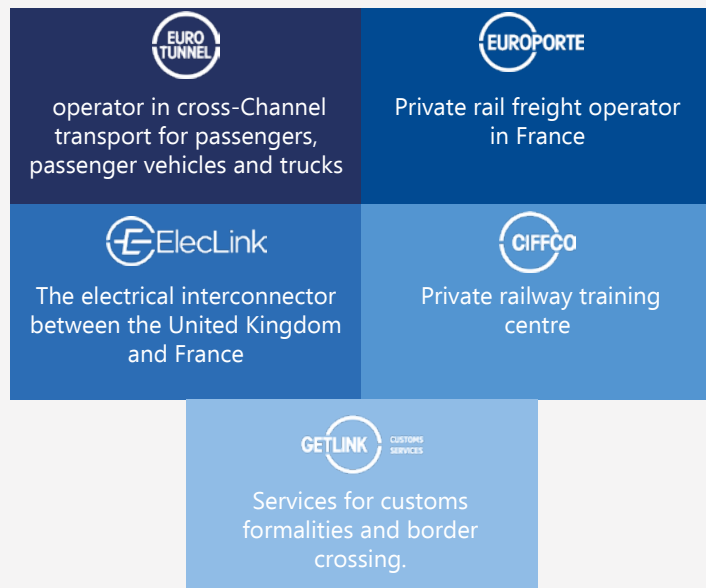 EURO
TUNNEL
operator in cross-Channel
transport for passengers,
passenger vehicles and trucks
EUROPORTE
Private rail freight operator
in France
ElecLink
The electrical interconnector
between the United Kingdom
and France
CIFFCO
Private railway training
centre
GETLINK
CUSTOMS
SERVICES
Services for customs
formalities and border
crossing.